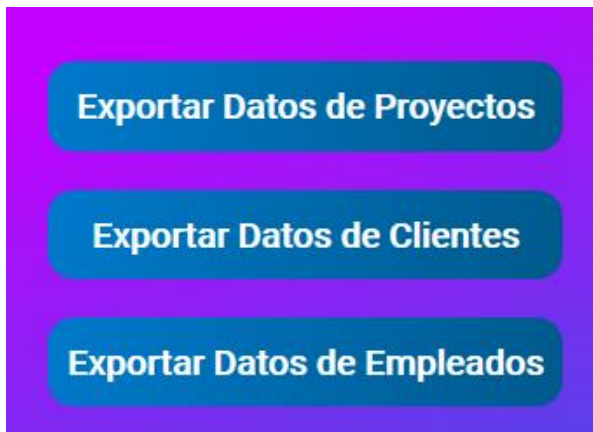 Exportar Datos de Proyectos
Exportar Datos de Clientes
Exportar Datos de Empleados